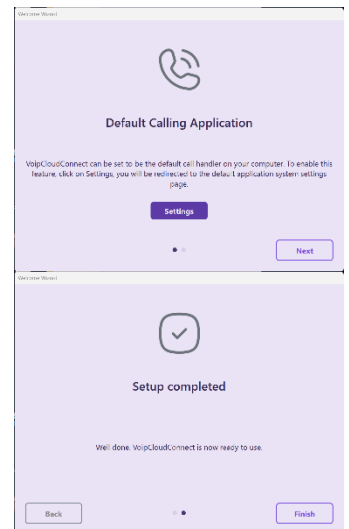 Welcome Wizard
Default Calling Application
VoipCloudConnect can be set to be the default call handler on your computer. To enable this
feature, click on Settings, you will be redirected to the default application system settings
page.
Settings
Next
Welcome Wizard
Setup completed
Well done. VoipCloudConnect is now ready to use.
Back
Finish